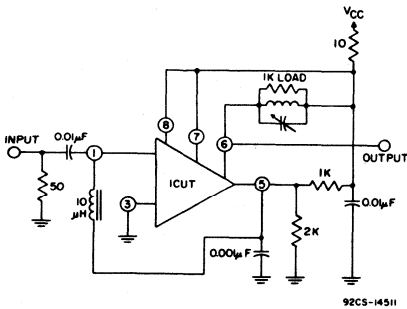 VCC
10
1K LOAD
8
7
6
INPUT
0.01µF
1
OUTPUT
ICUT
50
10
µH
3
5
1K
0.01µF
2K
0.001µF
92CS-14511